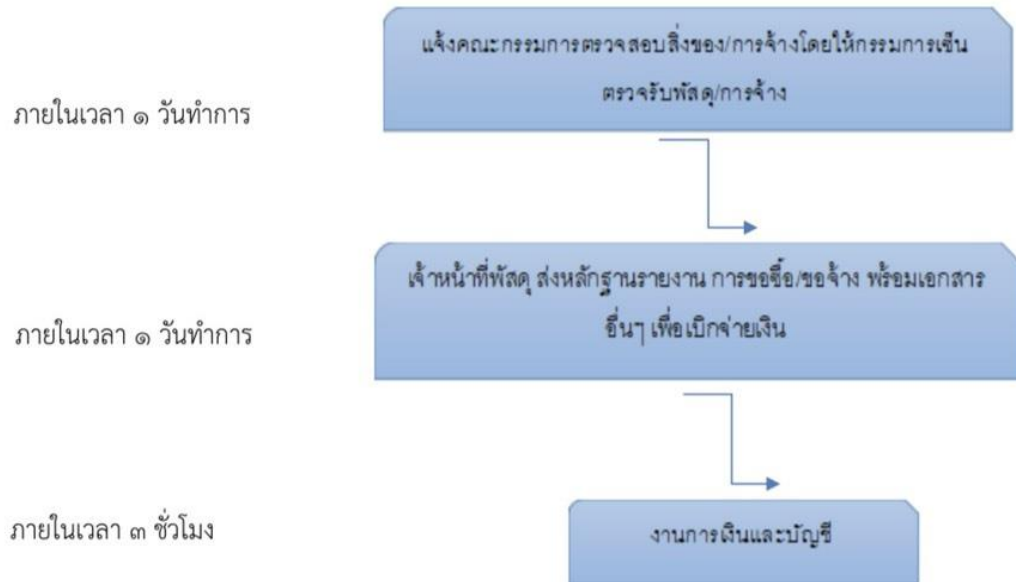 แจ้งคณะกรรมการตรวจสอบสิ่งของ/การจ้างโดยให้กรรมการเซ็น
ตรวจรับพัสดุ/การจ้าง
ภายในเวลา ๑ วันทำการ
เจ้าหน้าที่พัสดุ ส่งหลักฐานรายงาน การขอซื้อ/ขอจ้าง พร้อมเอกสาร
อื่นๆ เพื่อเบิกจ่ายเงิน
ภายในเวลา ๑ วันทำการ
ภายในเวลา ๓ ชั่วโมง
งานการเงินและบัญชี